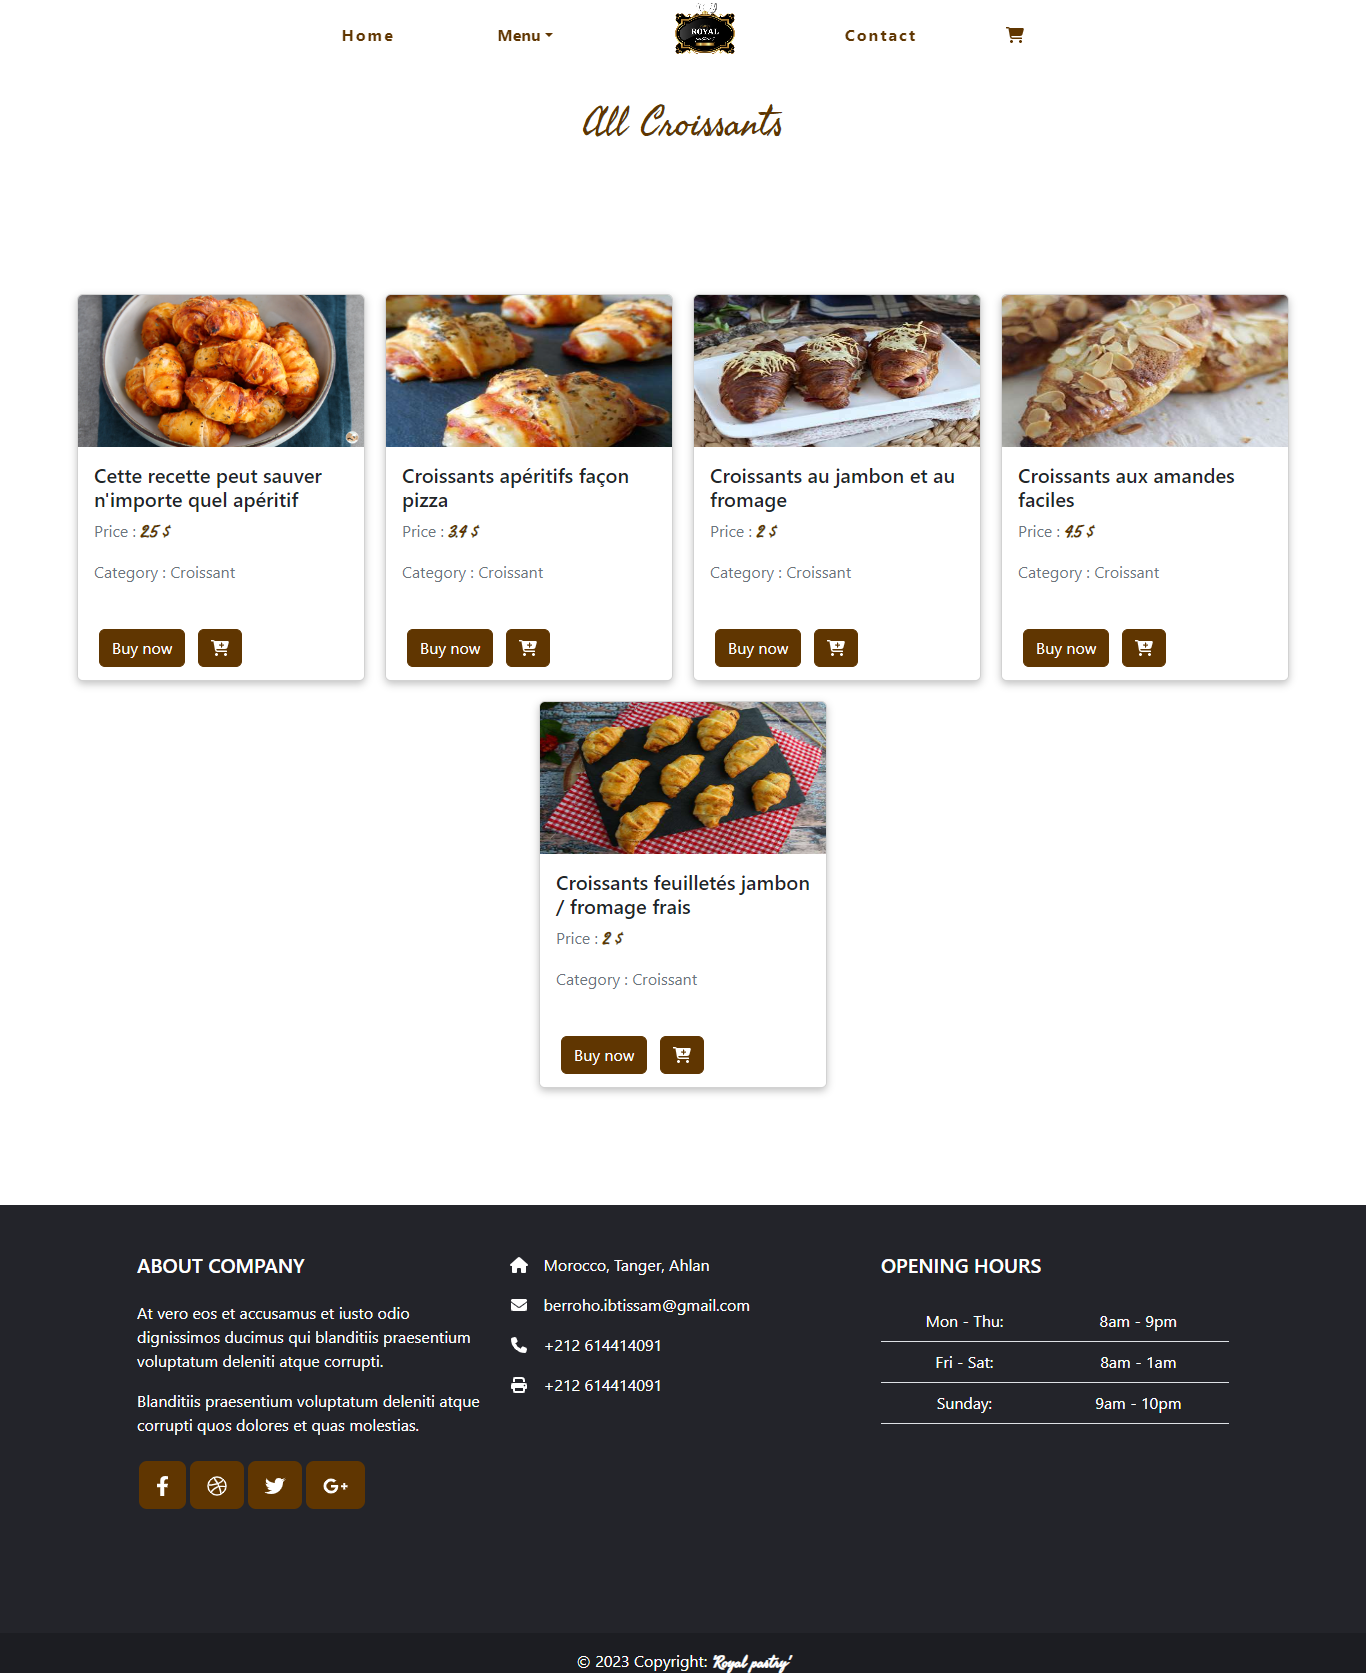 Home Menu ROYAL Contact
All Croissants
Cette recette peut sauver
n'importe quel apéritif
Price : 2.5 $
Category : Croissant
Buy now
Croissants apéritifs façon
pizza
Price : 3.4 $
Category : Croissant
Buy now
Croissants au jambon et au
fromage
Price : 2 $
Category : Croissant
Buy now
Croissants aux amandes
faciles
Price : 4.5 $
Category : Croissant
Buy now
Croissants feuilletés jambon
/ fromage frais
Price : 2 $
Category : Croissant
Buy now
ABOUT COMPANY
At vero eos et accusamus et iusto odio
dignissimos ducimus qui blanditiis praesentium
voluptatum deleniti atque corrupti.
Blanditiis praesentium voluptatum deleniti atque
corrupti quos dolores et quas molestias.
Morocco, Tanger, Ahlan
berroho.ibtissam@gmail.com
+212 614414091
+212 614414091
OPENING HOURS
Mon - Thu: 8am - 9pm
Fri - Sat: 8am - 1am
Sunday: 9am - 10pm
© 2023 Copyright: 'Royal pastry'